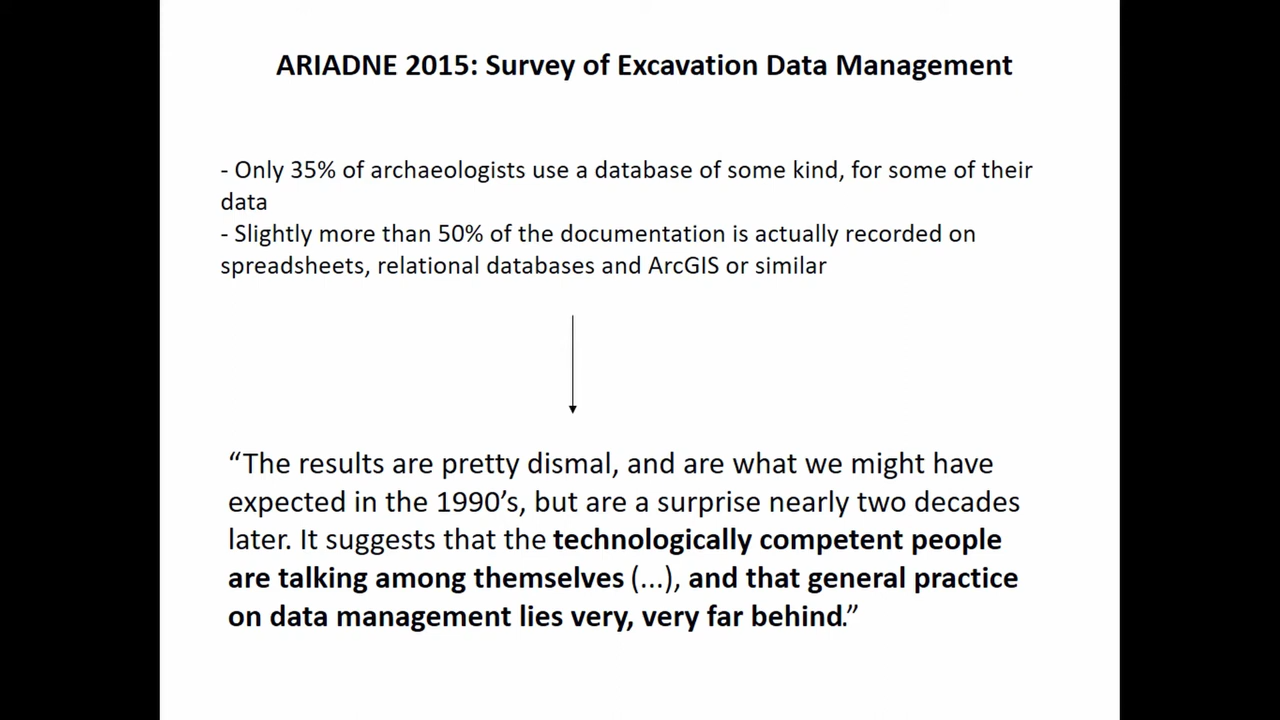 ARIADNE 2015: Survey of Excavation Data Management
- Only 35% of archaeologists use a database of some kind, for some of their
data
- Slightly more than 50% of the documentation is actually recorded on
spreadsheets, relational databases and ArcGIS or similar
“The results are pretty dismal, and are what we might have
expected in the 1990’s, but are a surprise nearly two decades
later. It suggests that the technologically competent people
are talking among themselves (...), and that general practice
on data management lies very, very far behind.”